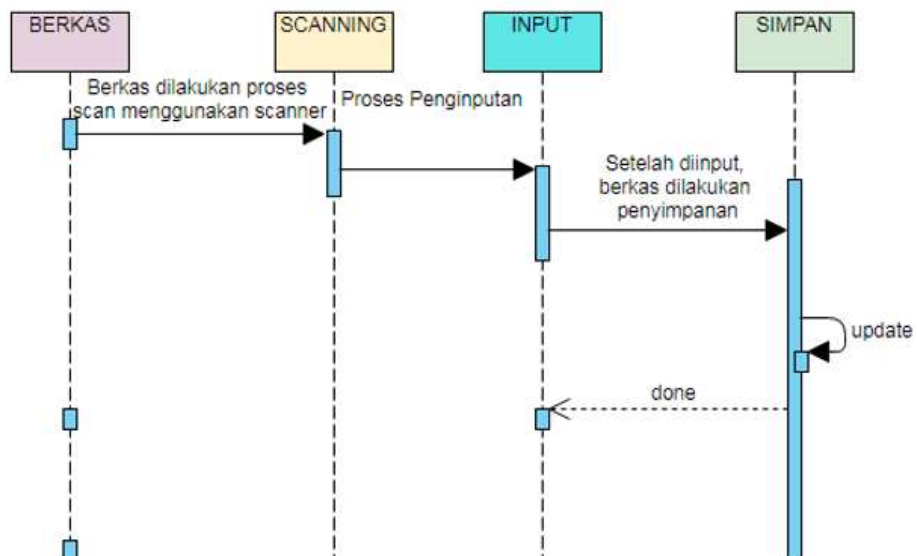 BERKAS
SCANNING
INPUT
SIMPAN
Berkas dilakukan proses
scan menggunakan scanner
Proses Penginputan
Setelah diinput,
berkas dilakukan
penyimpanan
update
done